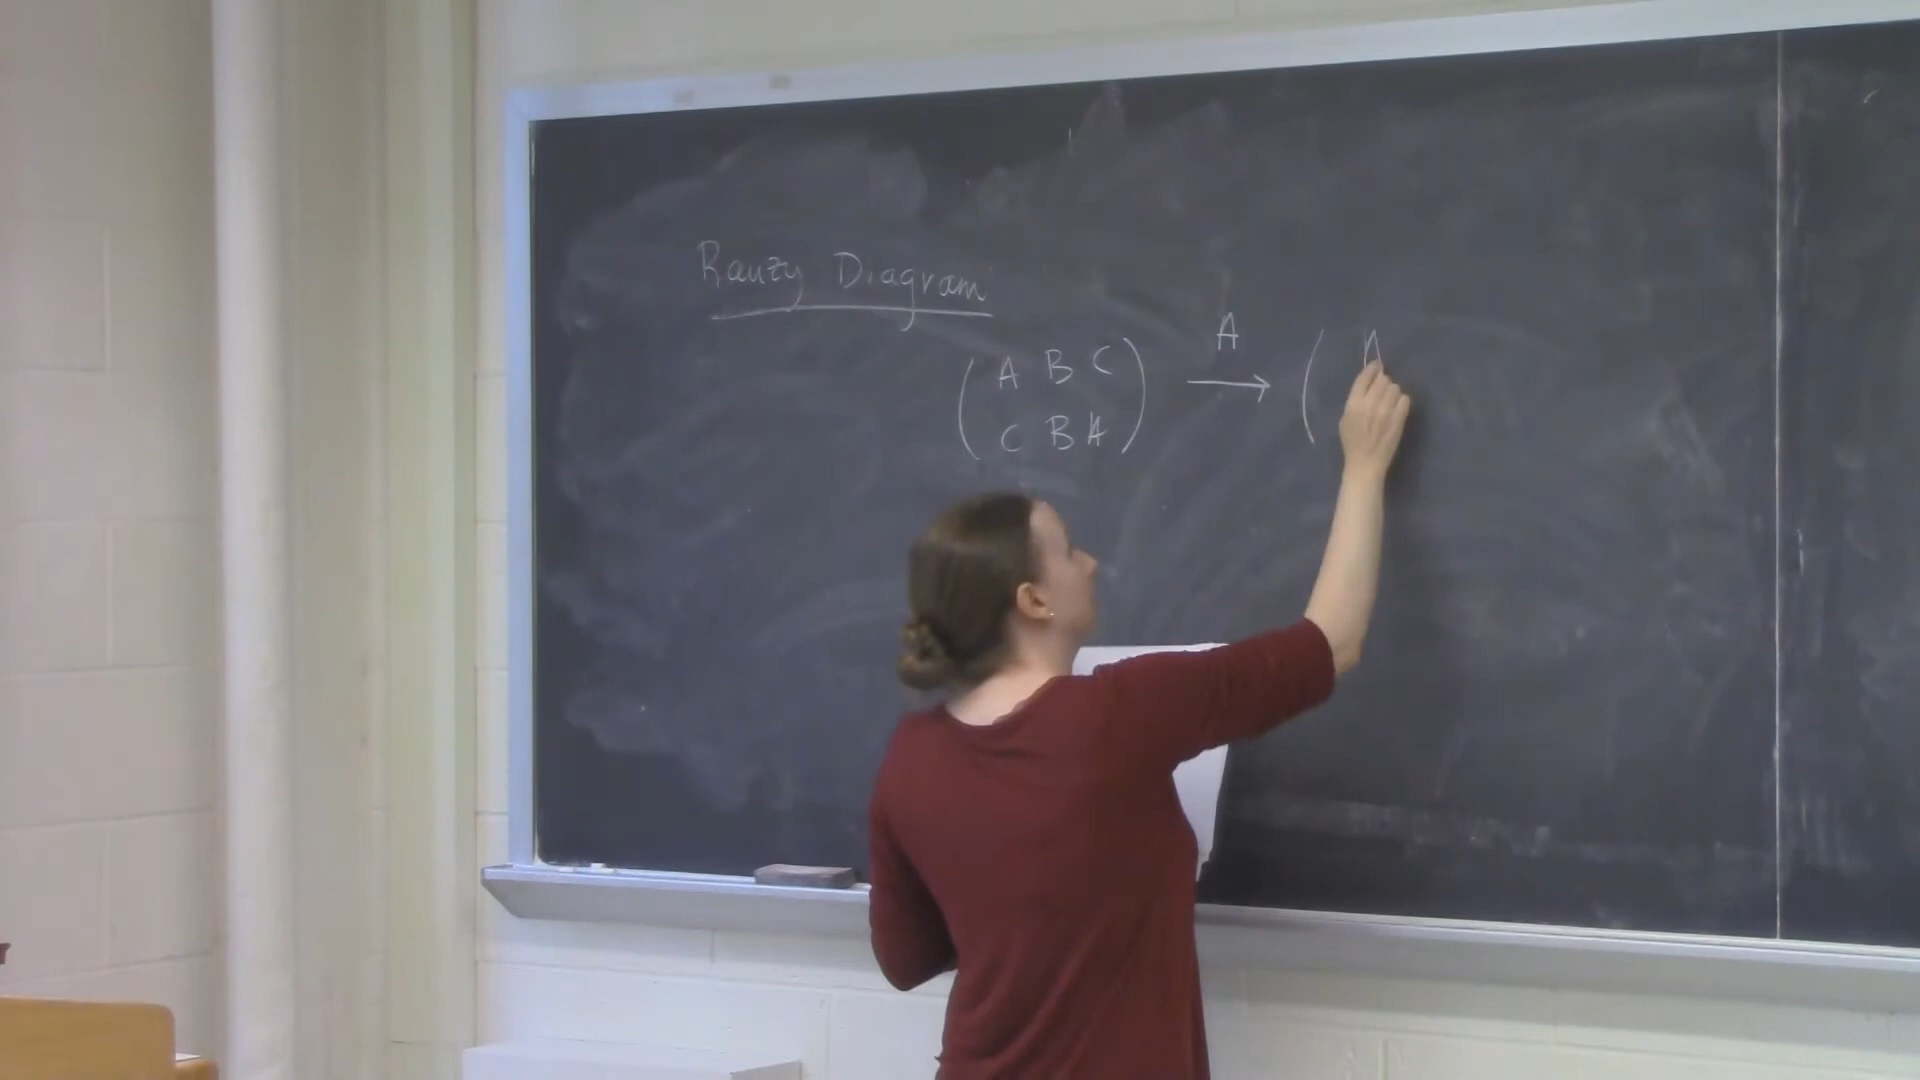 Rauzy Diagram
A
( A B C ) → ( A
( C B A )